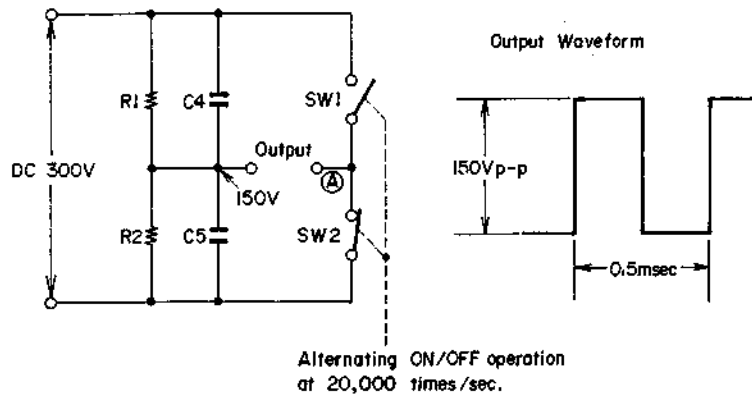 Output Waveform
R1
C4
SW1
DC 300V
Output
A
150V
150Vp-p
R2
C5
SW2
0.5msec
Alternating ON/OFF operation
at 20,000 times/sec.